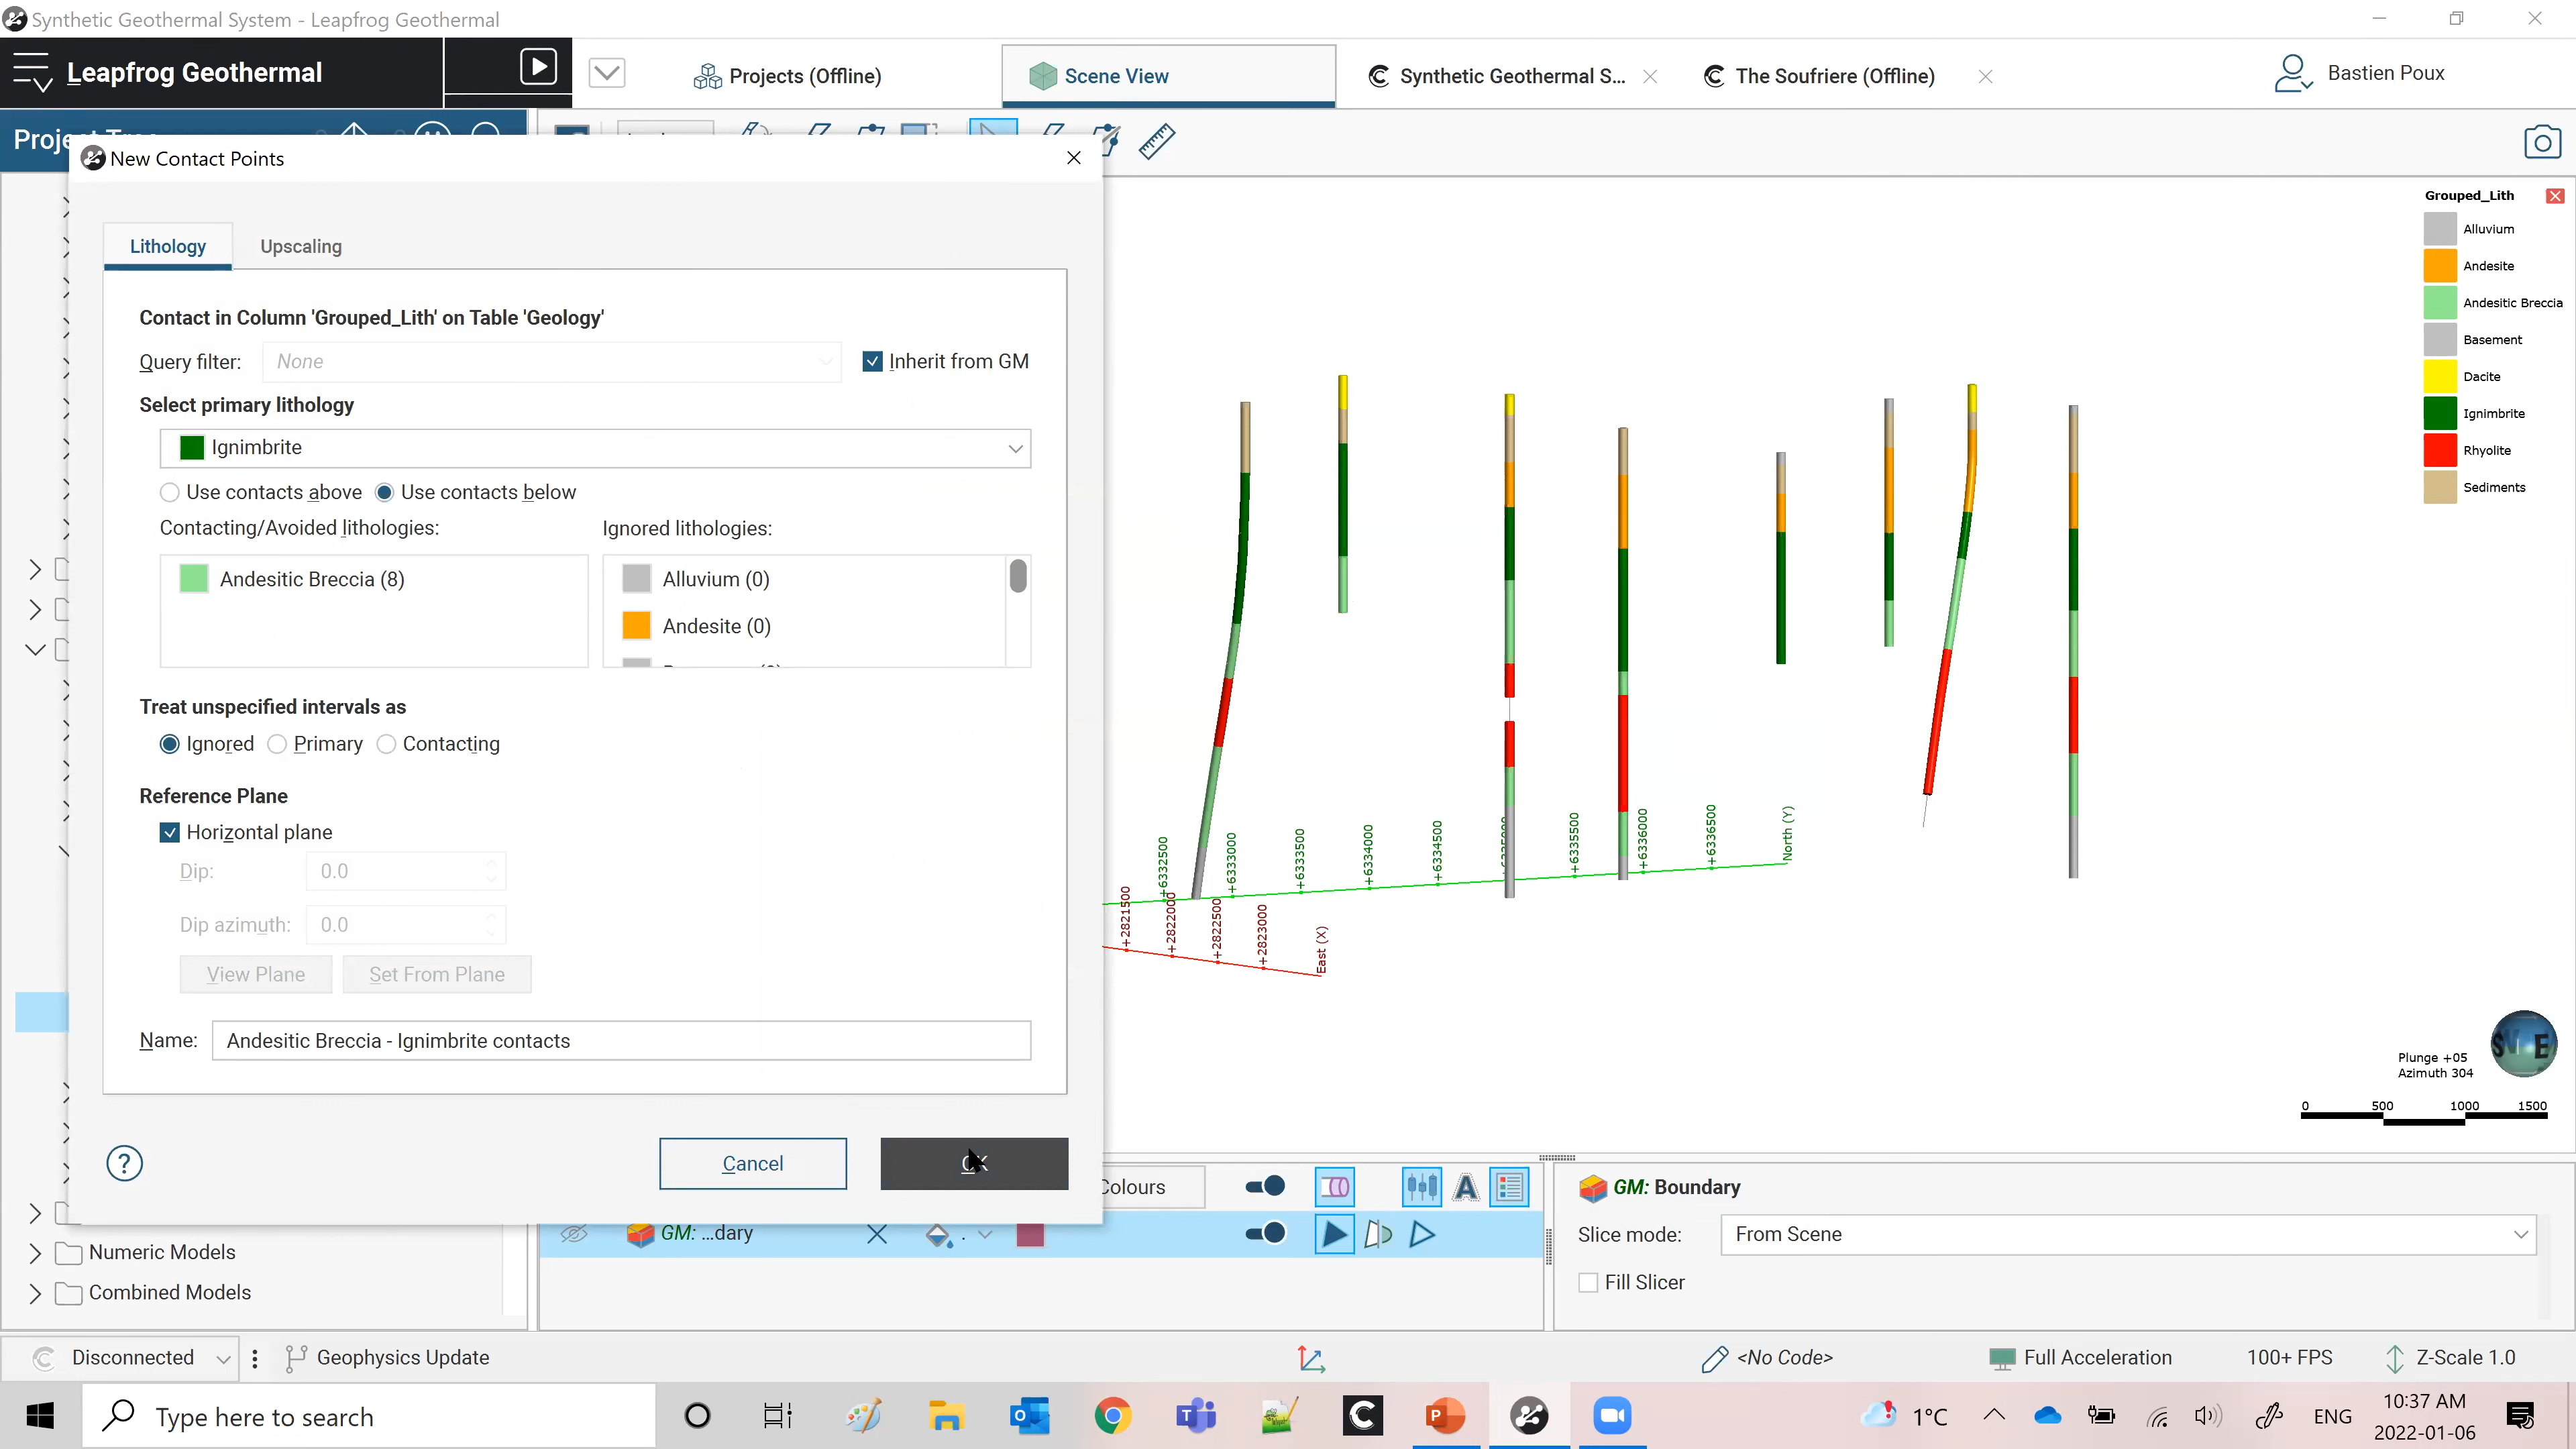 Synthetic Geothermal System - Leapfrog Geothermal
Leapfrog Geothermal
Projects (Offline)
Scene View
Synthetic Geothermal S...
The Soufriere (Offline)
Bastien Poux
New Contact Points
Lithology
Upscaling
Contact in Column 'Grouped_Lith' on Table 'Geology'
Query filter:
None
Inherit from GM
Select primary lithology
Ignimbrite
Use contacts above
Use contacts below
Contacting/Avoided lithologies:
Ignored lithologies:
Andesitic Breccia (8)
Alluvium (0)
Andesite (0)
Treat unspecified intervals as
Ignored
Primary
Contacting
Reference Plane
Horizontal plane
Dip:
0.0
Dip azimuth:
0.0
View Plane
Set From Plane
Name:
Andesitic Breccia - Ignimbrite contacts
?
Cancel
OK
Grouped_Lith
Alluvium
Andesite
Andesitic Breccia
Basement
Dacite
Ignimbrite
Rhyolite
Sediments
+6332500
+6333000
+6333500
+6334000
+6334500
+6335500
+6336000
+6336500
North (Y)
+2821500
+2822000
+2822500
+2823000
East (X)
Plunge +05
Azimuth 304
0 500 1000 1500
Colours
GM: ...dary
GM: Boundary
Slice mode:
From Scene
Fill Slicer
Numeric Models
Combined Models
Disconnected
Geophysics Update
<No Code>
Full Acceleration
100+ FPS
Z-Scale 1.0
Type here to search
1°C
ENG
10:37 AM
2022-01-06